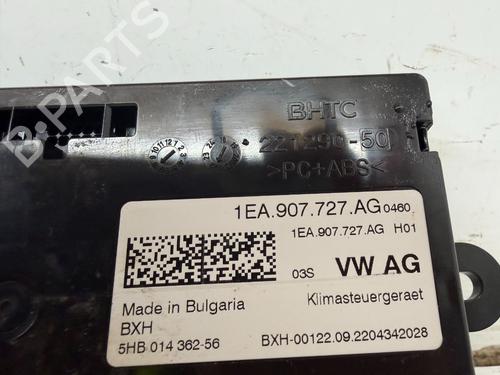 B-PARTS
BHTC
221290-50
>PC+ABS<
1EA.907.727.AG 0460
1EA.907.727.AG H01
03S VW AG
Made in Bulgaria Klimasteuergeraet
BXH
5HB 014 362-56 BXH-00122.09.2204342028